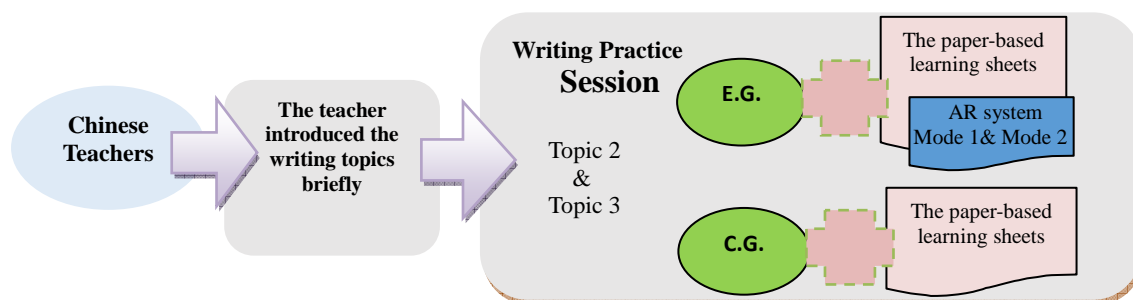 Chinese
Teachers
The teacher
introduced the
writing topics
briefly
Writing Practice
Session
Topic 2
&
Topic 3
E.G.
The paper-based
learning sheets
AR system
Mode 1& Mode 2
C.G.
The paper-based
learning sheets